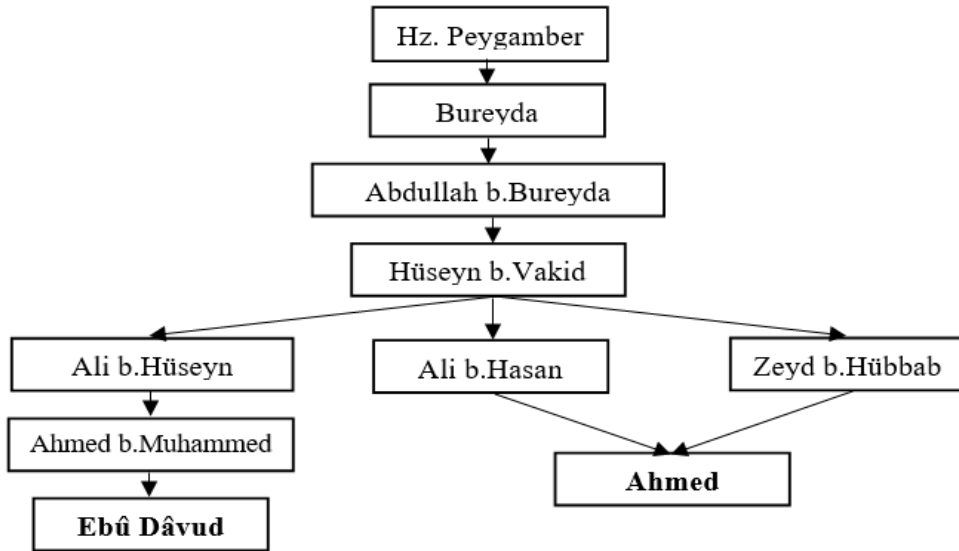 Hz. Peygamber
Bureyda
Abdullah b.Bureyda
Hüseyn b.Vakid
Ali b.Hüseyn
Ali b.Hasan
Zeyd b.Hübbab
Ahmed b.Muhammed
Ahmed
Ebû Dâvud